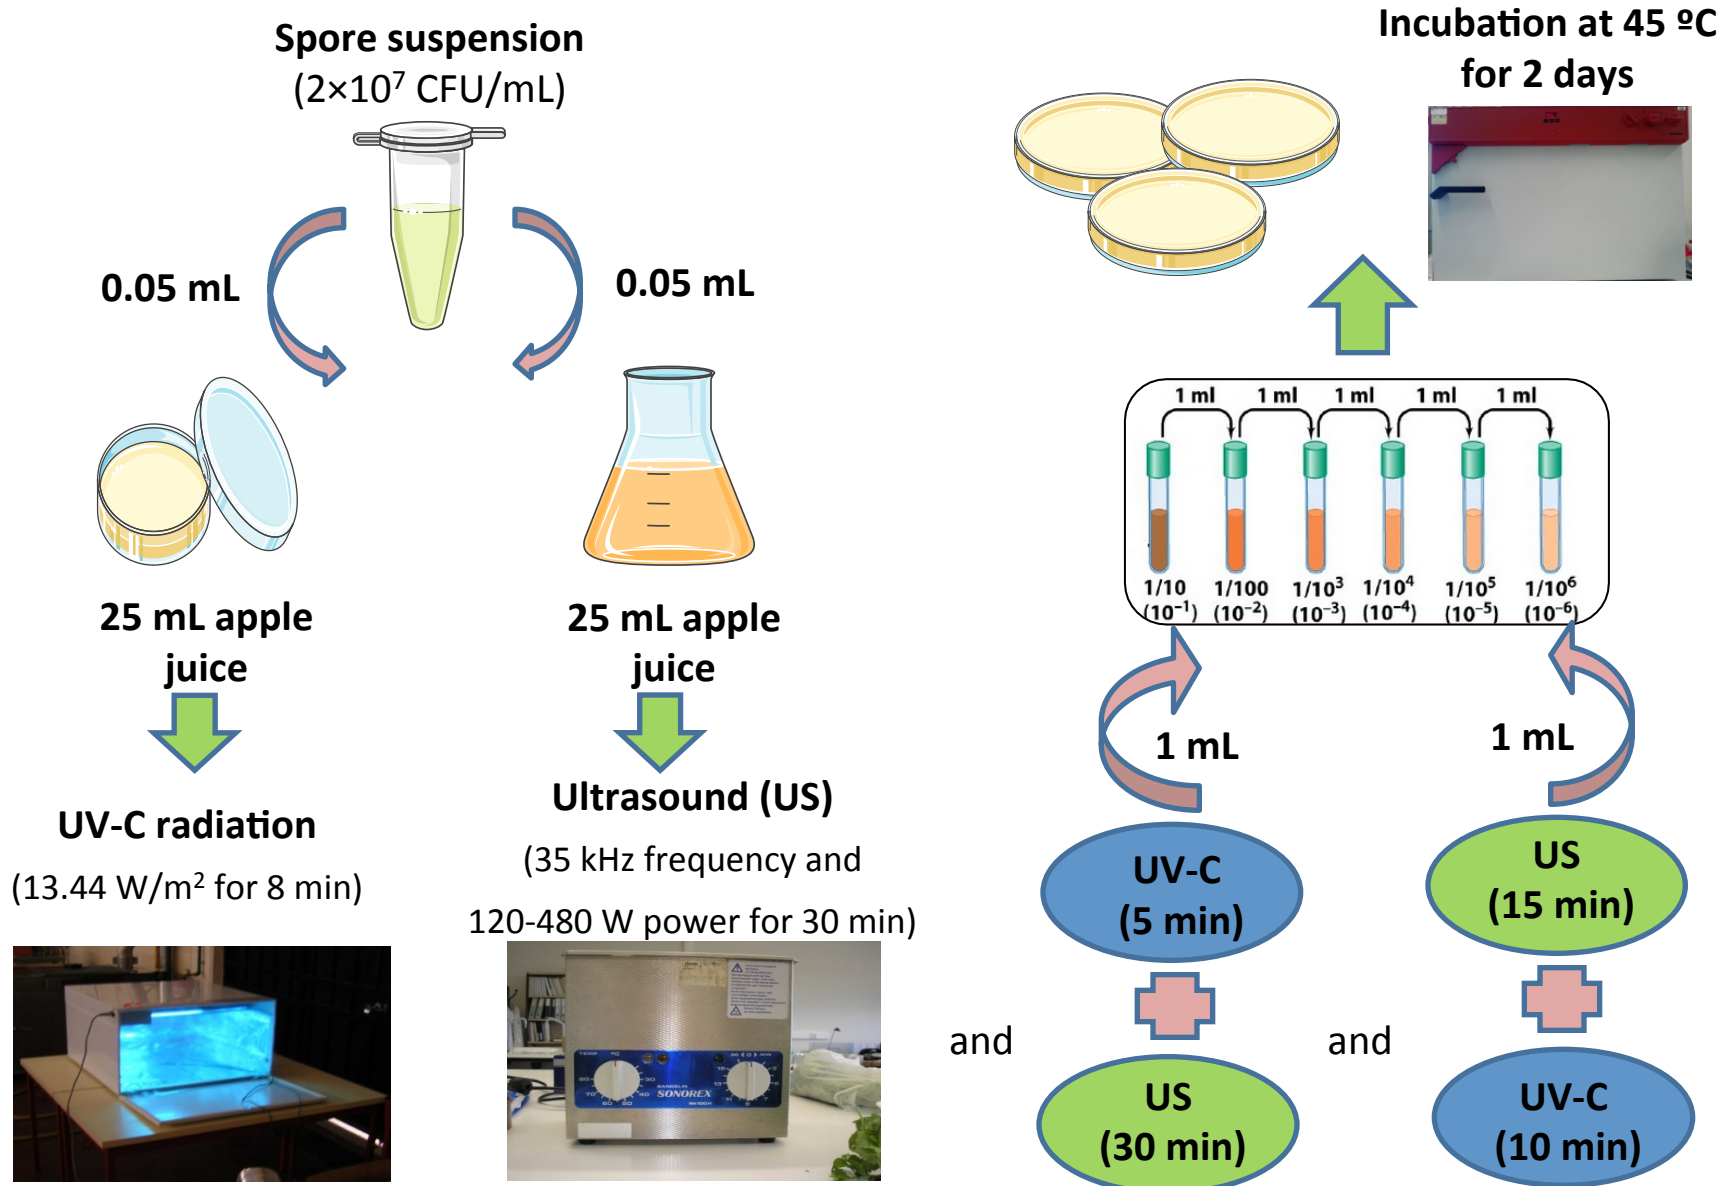 Spore suspension
(2×10⁷ CFU/mL)
0.05 mL
0.05 mL
25 mL apple
juice
25 mL apple
juice
UV-C radiation
(13.44 W/m² for 8 min)
Ultrasound (US)
(35 kHz frequency and
120-480 W power for 30 min)
TEMP
°C
MIN
SANDELIN
SONOREX
Incubation at 45 ºC
for 2 days
1 ml 1 ml 1 ml 1 ml 1 ml
1/10 1/100 1/10³ 1/10⁴ 1/10⁵ 1/10⁶
(10⁻¹) (10⁻²) (10⁻³) (10⁻⁴) (10⁻⁵) (10⁻⁶)
1 mL
1 mL
UV-C
(5 min)
and
US
(30 min)
US
(15 min)
and
UV-C
(10 min)